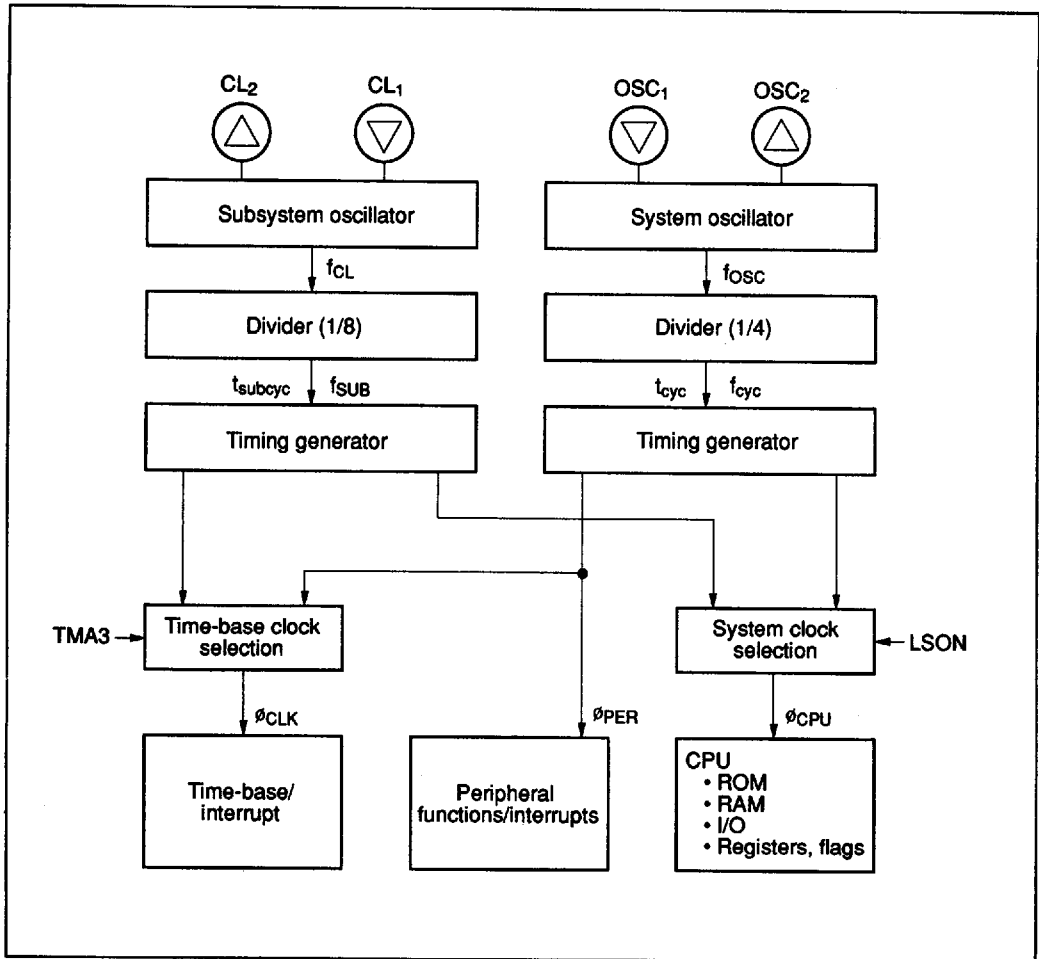 CL2 CL1 OSC1 OSC2
Subsystem oscillator System oscillator
fCL fOSC
Divider (1/8) Divider (1/4)
tsubcyc fSUB tcyc fcyc
Timing generator Timing generator
TMA3
Time-base clock
selection
System clock
selection
LSON
øCLK øPER øCPU
Time-base/
interrupt
Peripheral
functions/interrupts
CPU
• ROM
• RAM
• I/O
• Registers, flags